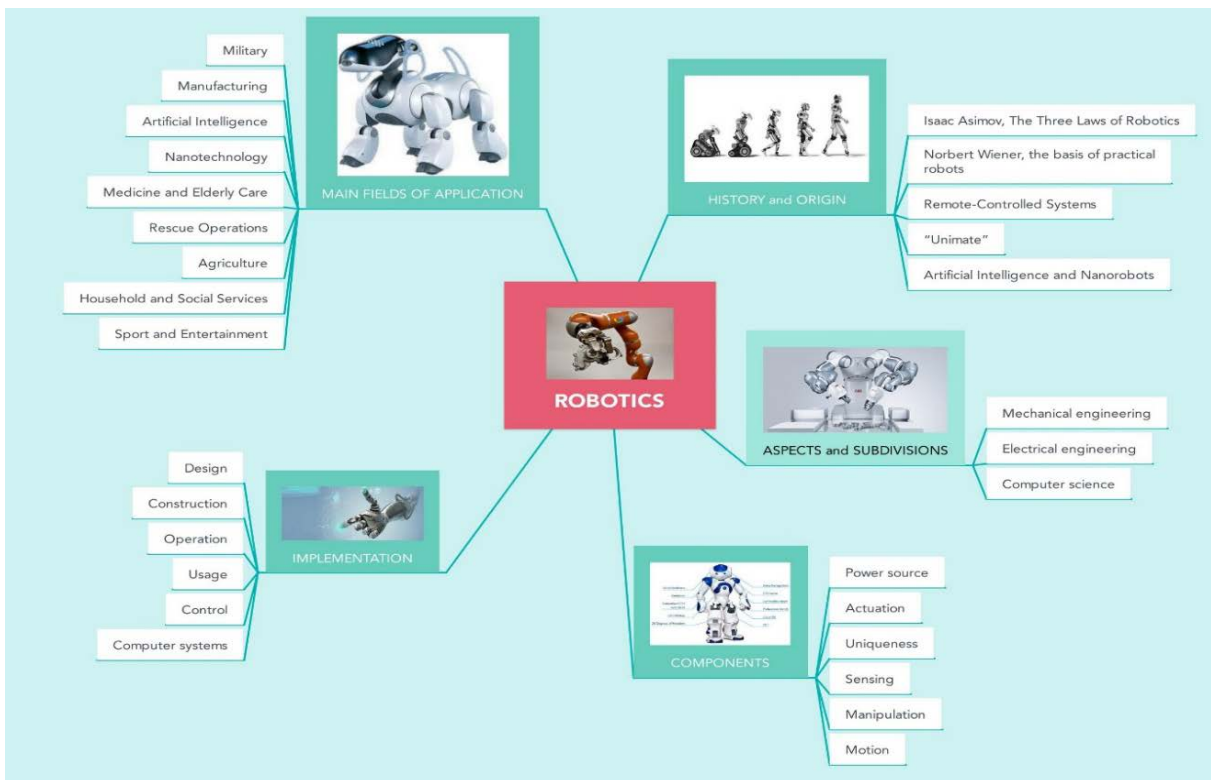 Military
Manufacturing
Artificial Intelligence
Nanotechnology
Medicine and Elderly Care
Rescue Operations
Agriculture
Household and Social Services
Sport and Entertainment
MAIN FIELDS OF APPLICATION
HISTORY and ORIGIN
Isaac Asimov, The Three Laws of Robotics
Norbert Wiener, the basis of practical
robots
Remote-Controlled Systems
“Unimate”
Artificial Intelligence and Nanorobots
ROBOTICS
ASPECTS and SUBDIVISIONS
Mechanical engineering
Electrical engineering
Computer science
Design
Construction
Operation
Usage
Control
Computer systems
IMPLEMENTATION
COMPONENTS
Power source
Actuation
Uniqueness
Sensing
Manipulation
Motion